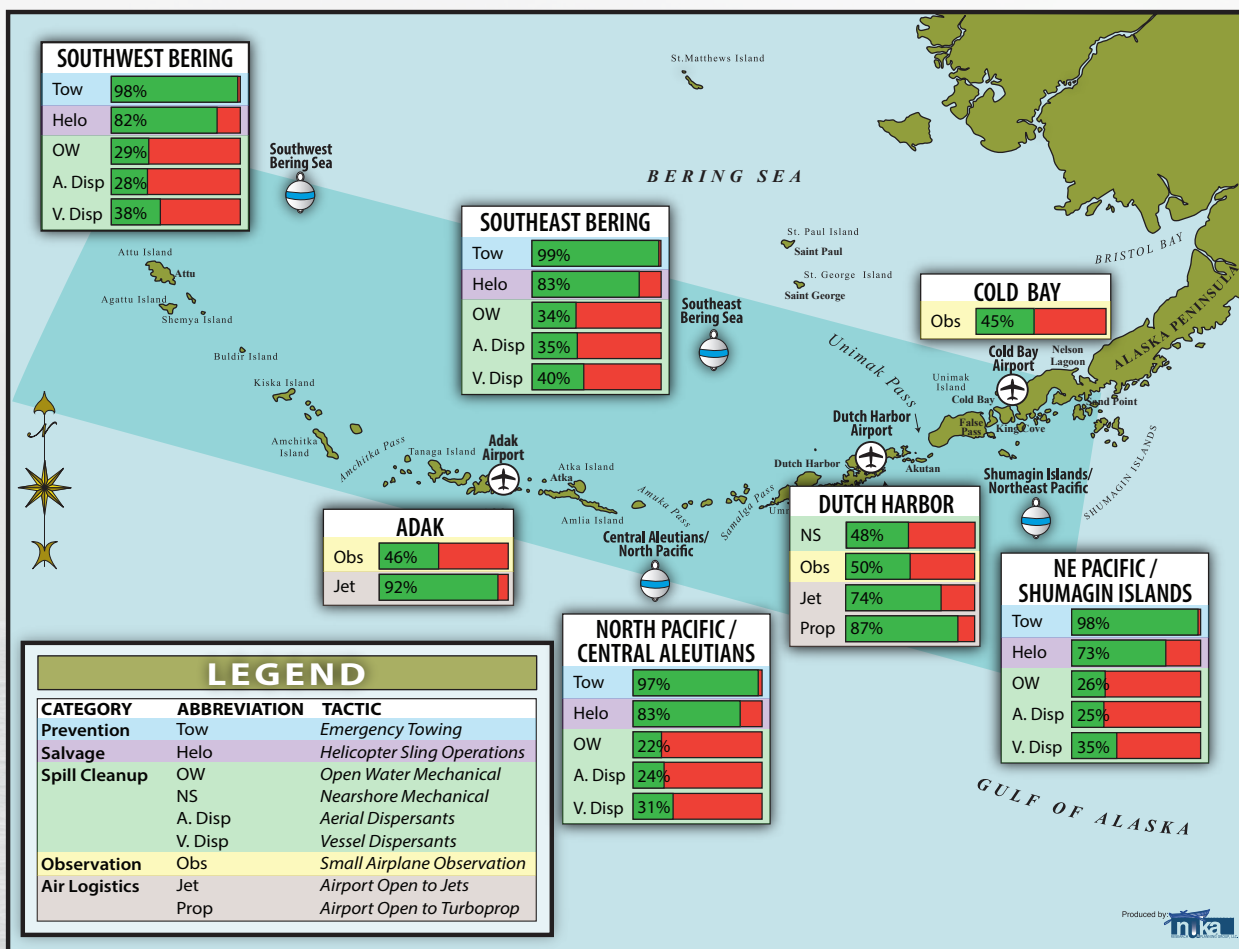 SOUTHWEST BERING
Tow 98%
Helo 82%
OW 29%
A. Disp 28%
V. Disp 38%
Southwest
Bering Sea
St.Matthews Island
BERING SEA
SOUTHEAST BERING
Tow 99%
Helo 83%
OW 34%
A. Disp 35%
V. Disp 40%
Southeast
Bering Sea
St. Paul Island
Saint Paul
St. George Island
Saint George
BRISTOL BAY
ALASKA PENINSULA
COLD BAY
Obs 45%
Cold Bay
Airport
Nelson
Lagoon
Unimak Pass
Unimak
Island
Cold Bay
Sand Point
False
Pass
King Cove
SHUMAGIN ISLANDS
Attu Island
Attu
Agattu Island
Shemya Island
Buldir Island
Kiska Island
Amchitka
Island
Amchitka Pass
N
Tanaga Island
Adak
Airport
Atka Island
Atka
Amlia Island
Amuka Pass
Samalga Pass
Dutch Harbor
Airport
Dutch Harbor
Akutan
Shumagin Islands/
Northeast Pacific
Central Aleutians/
North Pacific
ADAK
Obs 46%
Jet 92%
DUTCH HARBOR
NS 48%
Obs 50%
Jet 74%
Prop 87%
NORTH PACIFIC /
CENTRAL ALEUTIANS
Tow 97%
Helo 83%
OW 22%
A. Disp 24%
V. Disp 31%
NE PACIFIC /
SHUMAGIN ISLANDS
Tow 98%
Helo 73%
OW 26%
A. Disp 25%
V. Disp 35%
GULF OF ALASKA
LEGEND
CATEGORY ABBREVIATION TACTIC
Prevention Tow Emergency Towing
Salvage Helo Helicopter Sling Operations
Spill Cleanup OW Open Water Mechanical
NS Nearshore Mechanical
A. Disp Aerial Dispersants
V. Disp Vessel Dispersants
Observation Obs Small Airplane Observation
Air Logistics Jet Airport Open to Jets
Prop Airport Open to Turboprop
Produced by:
nuka